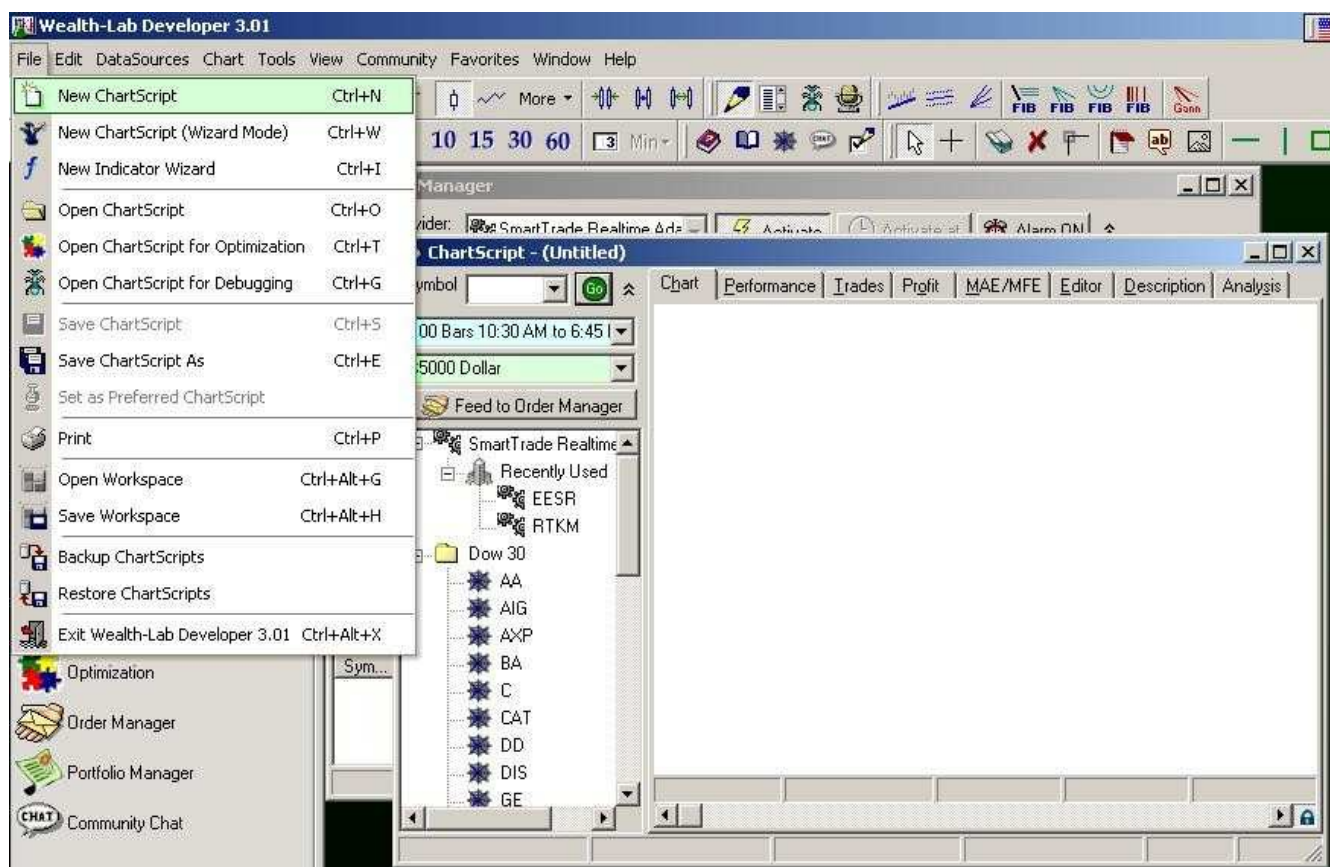 Wealth-Lab Developer 3.01
File Edit DataSources Chart Tools View Community Favorites Window Help
New ChartScript Ctrl+N
New ChartScript (Wizard Mode) Ctrl+W
New Indicator Wizard Ctrl+I
Open ChartScript Ctrl+O
Open ChartScript for Optimization Ctrl+T
Open ChartScript for Debugging Ctrl+G
Save ChartScript Ctrl+S
Save ChartScript As Ctrl+E
Set as Preferred ChartScript
Print Ctrl+P
Open Workspace Ctrl+Alt+G
Save Workspace Ctrl+Alt+H
Backup ChartScripts
Restore ChartScripts
Exit Wealth-Lab Developer 3.01 Ctrl+Alt+X
Optimization
Order Manager
Portfolio Manager
CHAT Community Chat
More
FIB FIB FIB FIB Gann
10 15 30 60 3 Min
ab
Manager
vider: SmartTrade Realtime Ada Activate Activate at Alarm ON
ChartScript - (Untitled)
ymbol Go
00 Bars 10:30 AM to 6:45
5000 Dollar
Feed to Order Manager
SmartTrade Realtime
Recently Used
EESR
RTKM
Dow 30
AA
AIG
AXP
BA
C
CAT
DD
DIS
GE
Chart Performance Trades Profit MAE/MFE Editor Description Analysis
Sym...